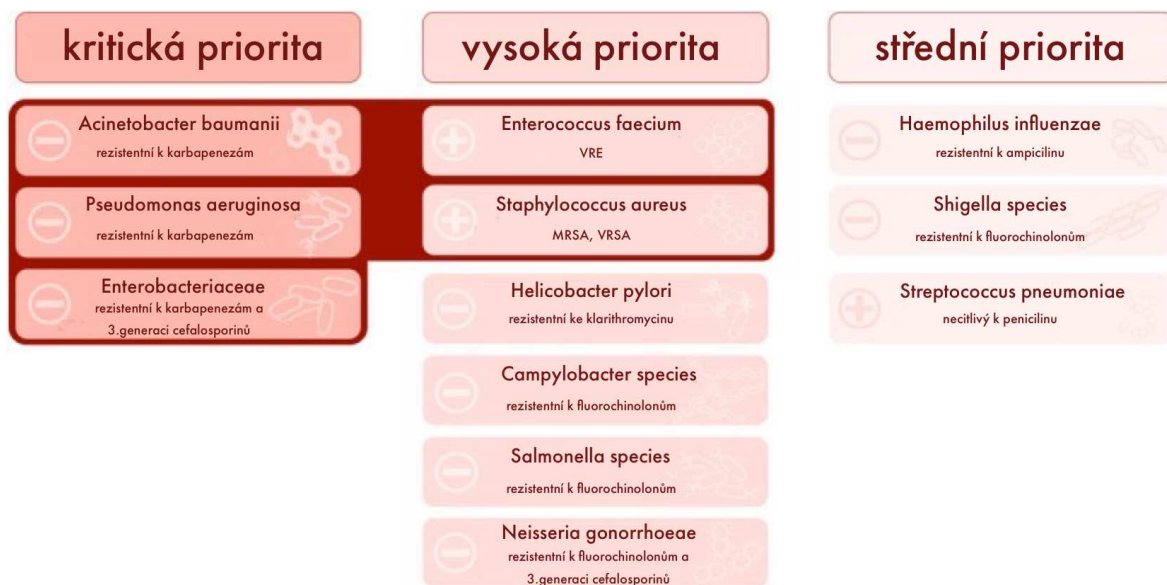 kritická priorita
Acinetobacter baumanii
rezistentní k karbapenezám
Pseudomonas aeruginosa
rezistentní k karbapenezám
Enterobacteriaceae
rezistentní k karbapenezám a
3.generaci cefalosporinů
vysoká priorita
Enterococcus faecium
VRE
Staphylococcus aureus
MRSA, VRSA
Helicobacter pylori
rezistentní ke klarithromycinu
Campylobacter species
rezistentní k fluorochinolonům
Salmonella species
rezistentní k fluorochinolonům
Neisseria gonorrhoeae
rezistentní k fluorochinolonům a
3.generaci cefalosporinů
střední priorita
Haemophilus influenzae
rezistentní k ampicilinu
Shigella species
rezistentní k fluorochinolonům
Streptococcus pneumoniae
necitlivý k penicilinu